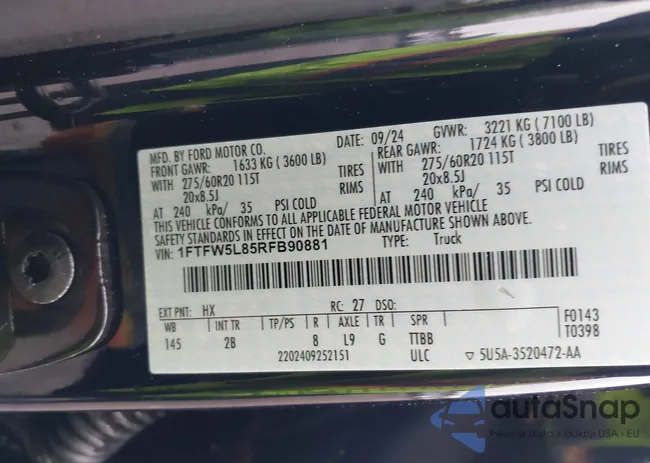 MFD. BY FORD MOTOR CO.
DATE: 09/24 GVWR: 3221 KG ( 7100 LB)
FRONT GAWR: 1633 KG ( 3600 LB) REAR GAWR: 1724 KG ( 3800 LB)
WITH 275/60R20 115T TIRES WITH 275/60R20 115T TIRES
20x8.5J RIMS 20x8.5J RIMS
AT 240 kPa/ 35 PSI COLD AT 240 kPa/ 35 PSI COLD
THIS VEHICLE CONFORMS TO ALL APPLICABLE FEDERAL MOTOR VEHICLE
SAFETY STANDARDS IN EFFECT ON THE DATE OF MANUFACTURE SHOWN ABOVE.
VIN: 1FTFW5L85RFB90881 TYPE: Truck
EXT PNT: HX RC: 27 DSO:
WB INT TR TP/PS R AXLE TR SPR F0143
145 2B 8 L9 G TTBB T0398
2202409252151 ULC ▽ 5U5A-3520472-AA
autoSnap
Pewne auta z aukcji USA i EU